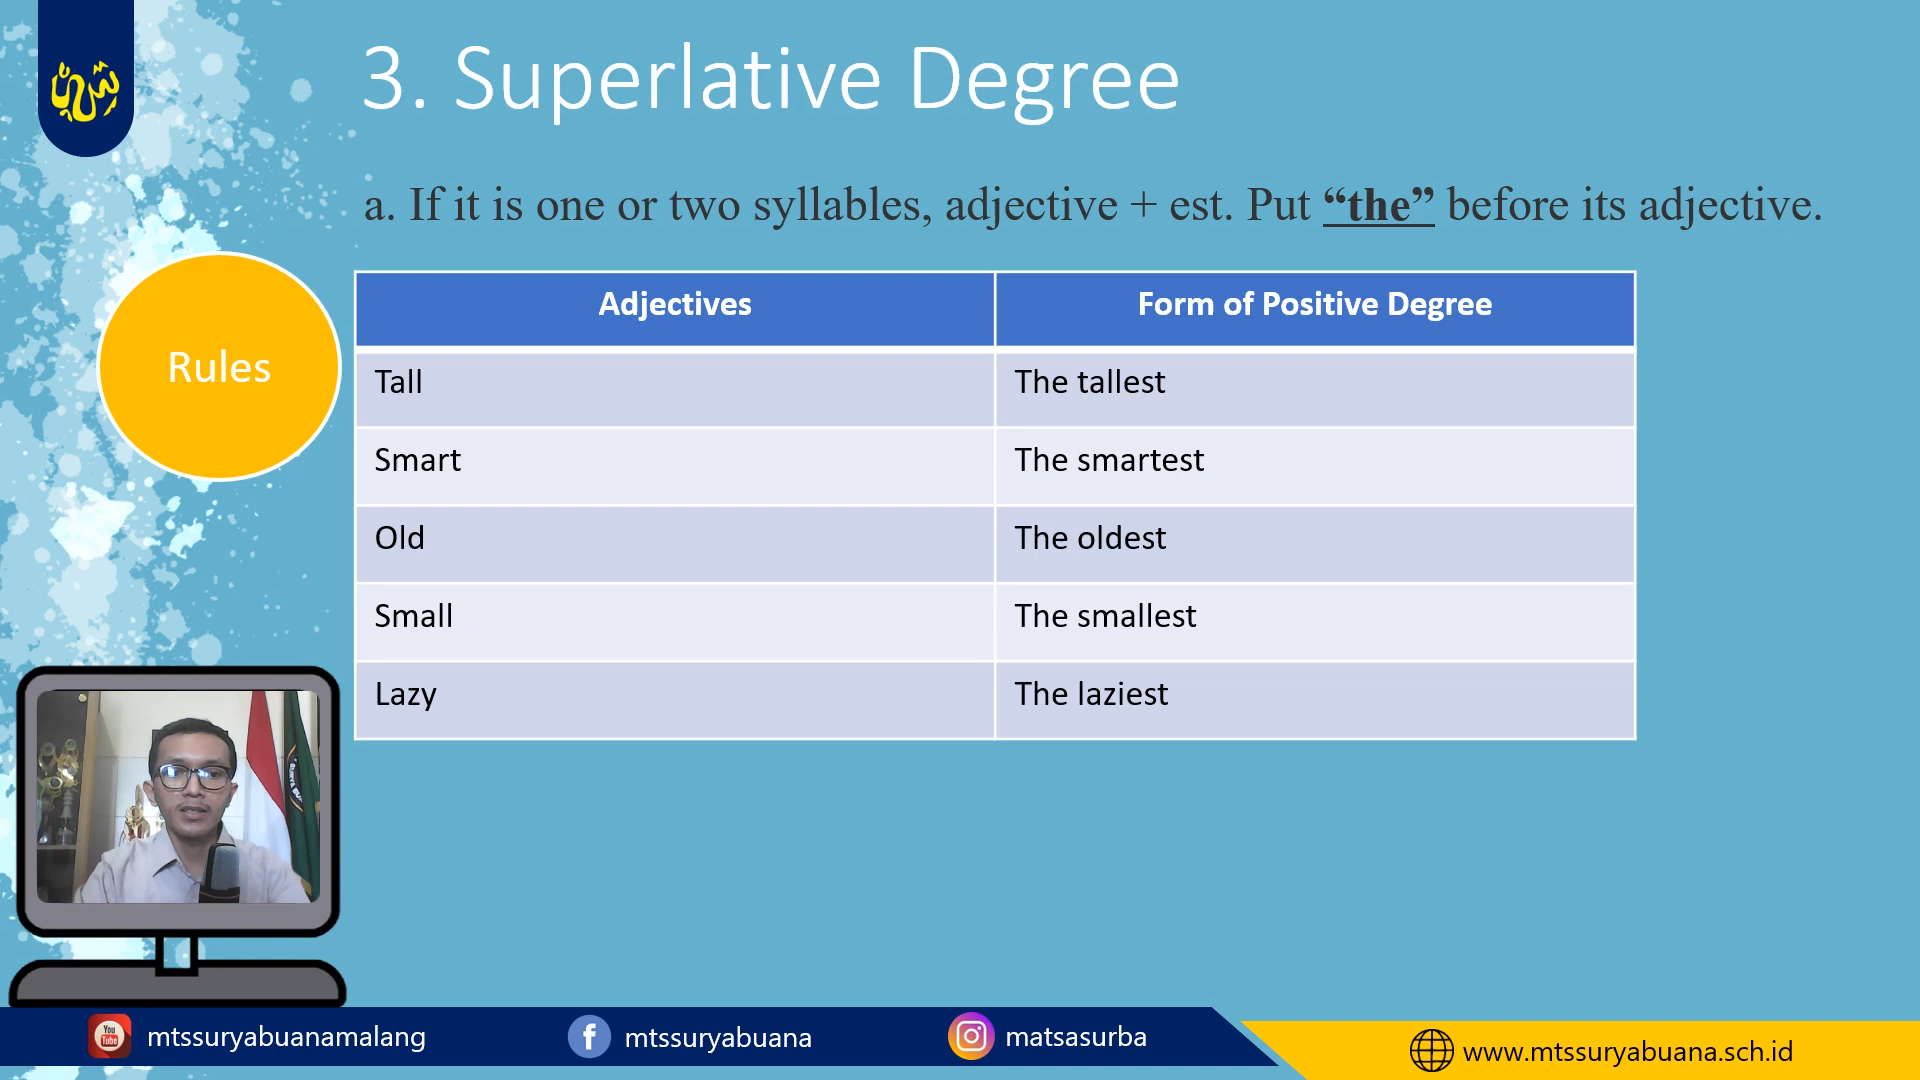 3. Superlative Degree
a. If it is one or two syllables, adjective + est. Put “the” before its adjective.
Rules
Adjectives Form of Positive Degree
Tall The tallest
Smart The smartest
Old The oldest
Small The smallest
Lazy The laziest
You
Tube
mtssuryabuanamalang
mtssuryabuana
matsasurba
www.mtssuryabuana.sch.id